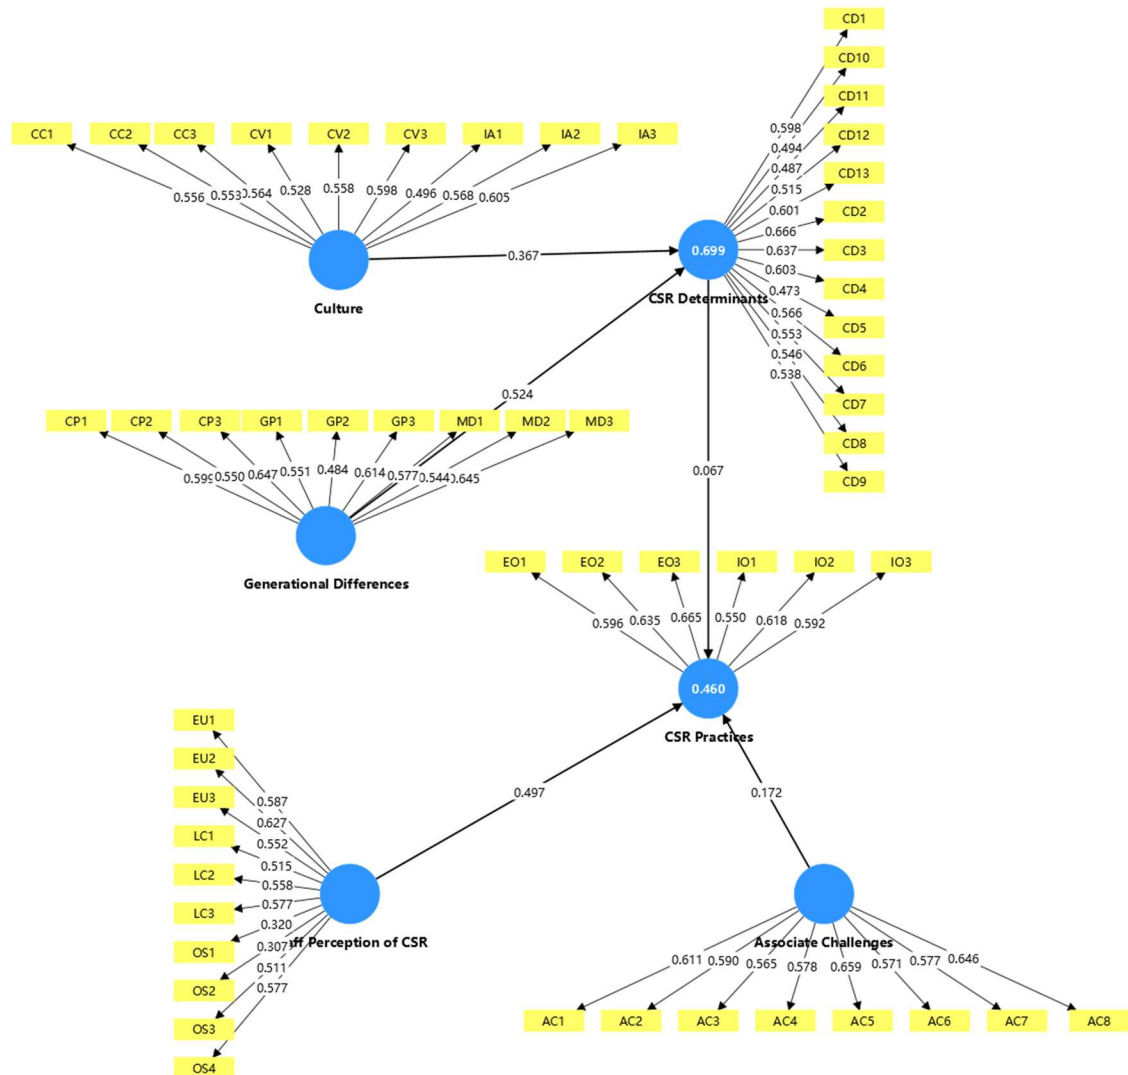 CD1
CD10
CD11
CD12
CD13
CD2
CD3
CD4
CD5
CD6
CD7
CD8
CD9
0.598
0.494
0.487
0.515
0.601
0.666
0.637
0.603
0.473
0.566
0.553
0.546
0.538
CC1 CC2 CC3 CV1 CV2 CV3 IA1 IA2 IA3
0.556 0.553 0.564 0.528 0.558 0.598 0.496 0.568 0.605
0.367
0.699
Culture
CSR Determinants
0.524
CP1 CP2 CP3 GP1 GP2 GP3 MD1 MD2 MD3
0.599 0.550 0.647 0.551 0.484 0.614 0.577 0.544 0.645
Generational Differences
0.067
EO1 EO2 EO3 IO1 IO2 IO3
0.596 0.635 0.665 0.550 0.618 0.592
0.460
CSR Practices
EU1
EU2
EU3
LC1
LC2
LC3
OS1
OS2
OS3
OS4
0.587
0.627
0.552
0.515
0.558
0.577
0.320
0.307
0.511
0.577
Perception of CSR
0.497
0.172
Associate Challenges
0.611 0.590 0.565 0.578 0.659 0.571 0.577 0.646
AC1 AC2 AC3 AC4 AC5 AC6 AC7 AC8